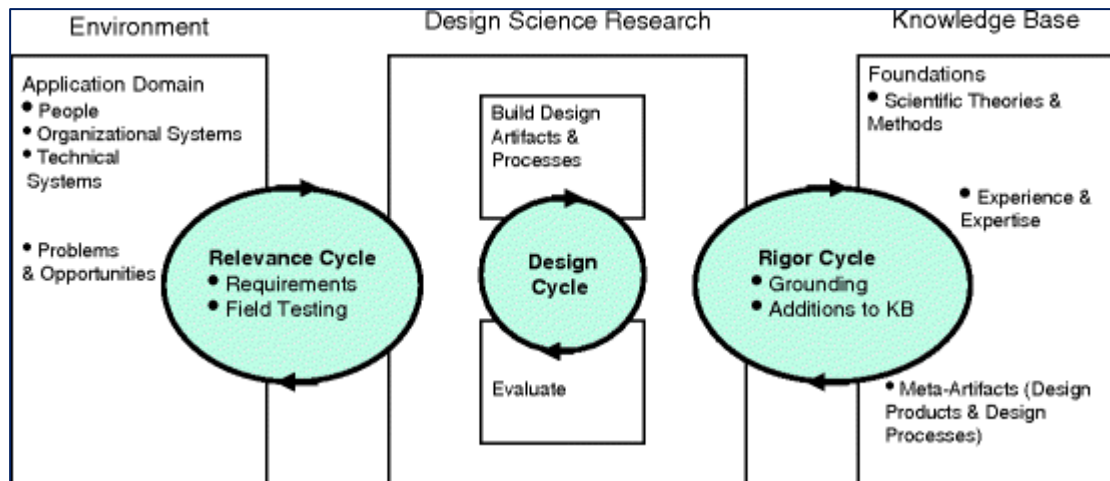 Environment
Design Science Research
Knowledge Base
Application Domain
• People
• Organizational Systems
• Technical
Systems
• Problems
& Opportunities
Relevance Cycle
• Requirements
• Field Testing
Build Design
Artifacts &
Processes
Design
Cycle
Evaluate
Rigor Cycle
• Grounding
• Additions to KB
Foundations
• Scientific Theories &
Methods
• Experience &
Expertise
• Meta-Artifacts (Design
Products & Design
Processes)